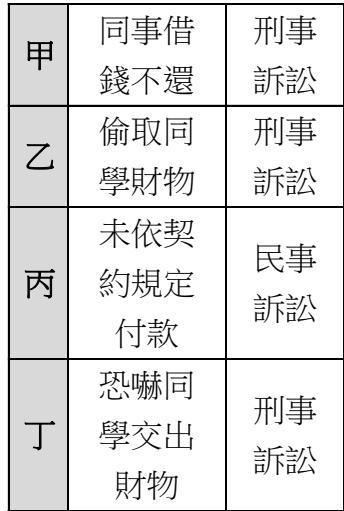 甲
同事借
錢不還
刑事
訴訟
乙
偷取同
學財物
刑事
訴訟
丙
未依契
約規定
付款
民事
訴訟
丁
恐嚇同
學交出
財物
刑事
訴訟